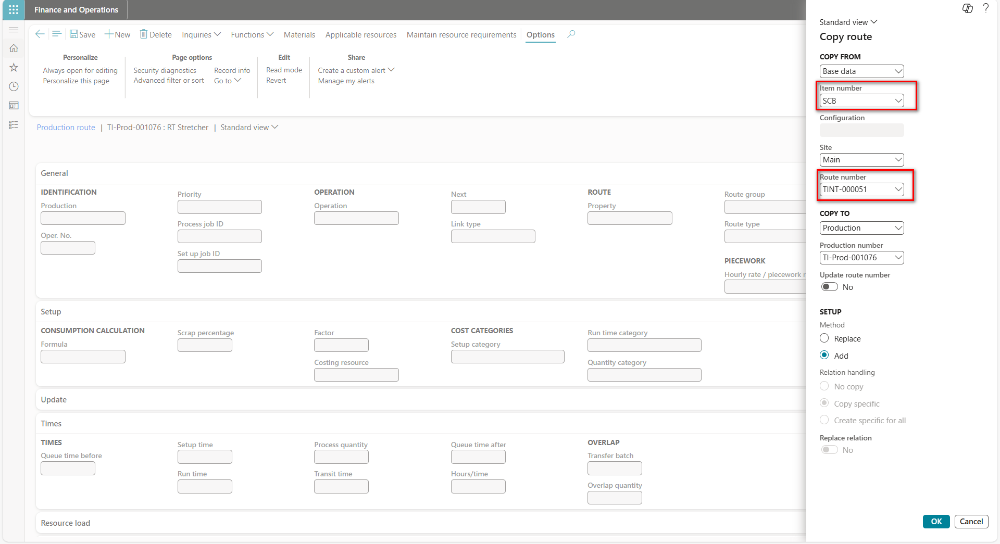 Finance and Operations
Save
New
Delete
Inquiries
Functions
Materials
Applicable resources
Maintain resource requirements
Options
Personalize
Always open for editing
Personalize this page
Page options
Security diagnostics
Advanced filter or sort
Record info
Go to
Edit
Read mode
Revert
Share
Create a custom alert
Manage my alerts
Production route | TI-Prod-001076 : RT Stretcher | Standard view
General
IDENTIFICATION
Production
Oper. No.
Priority
Process job ID
Set up job ID
OPERATION
Operation
Next
Link type
ROUTE
Property
Route group
Route type
PIECEWORK
Hourly rate / piecework
Setup
CONSUMPTION CALCULATION
Formula
Scrap percentage
Factor
Costing resource
COST CATEGORIES
Setup category
Run time category
Quantity category
Update
Times
TIMES
Queue time before
Setup time
Run time
Process quantity
Transit time
Queue time after
Hours/time
OVERLAP
Transfer batch
Overlap quantity
Resource load
?
Standard view
Copy route
COPY FROM
Base data
Item number
SCB
Configuration
Site
Main
Route number
TINT-000051
COPY TO
Production
Production number
TI-Prod-001076
Update route number
No
SETUP
Method
Replace
Add
Relation handling
No copy
Copy specific
Create specific for all
Replace relation
No
OK
Cancel